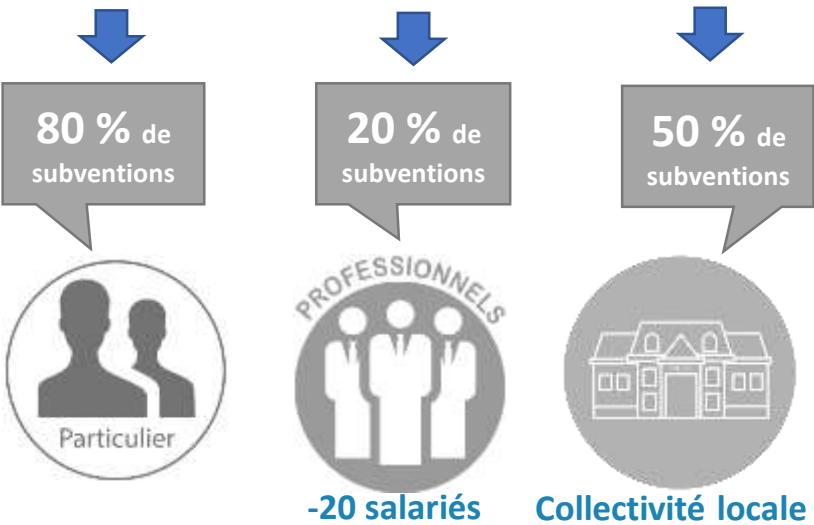 80 % de
subventions
20 % de
subventions
50 % de
subventions
Particulier
PROFESSIONNELS
-20 salariés
Collectivité locale